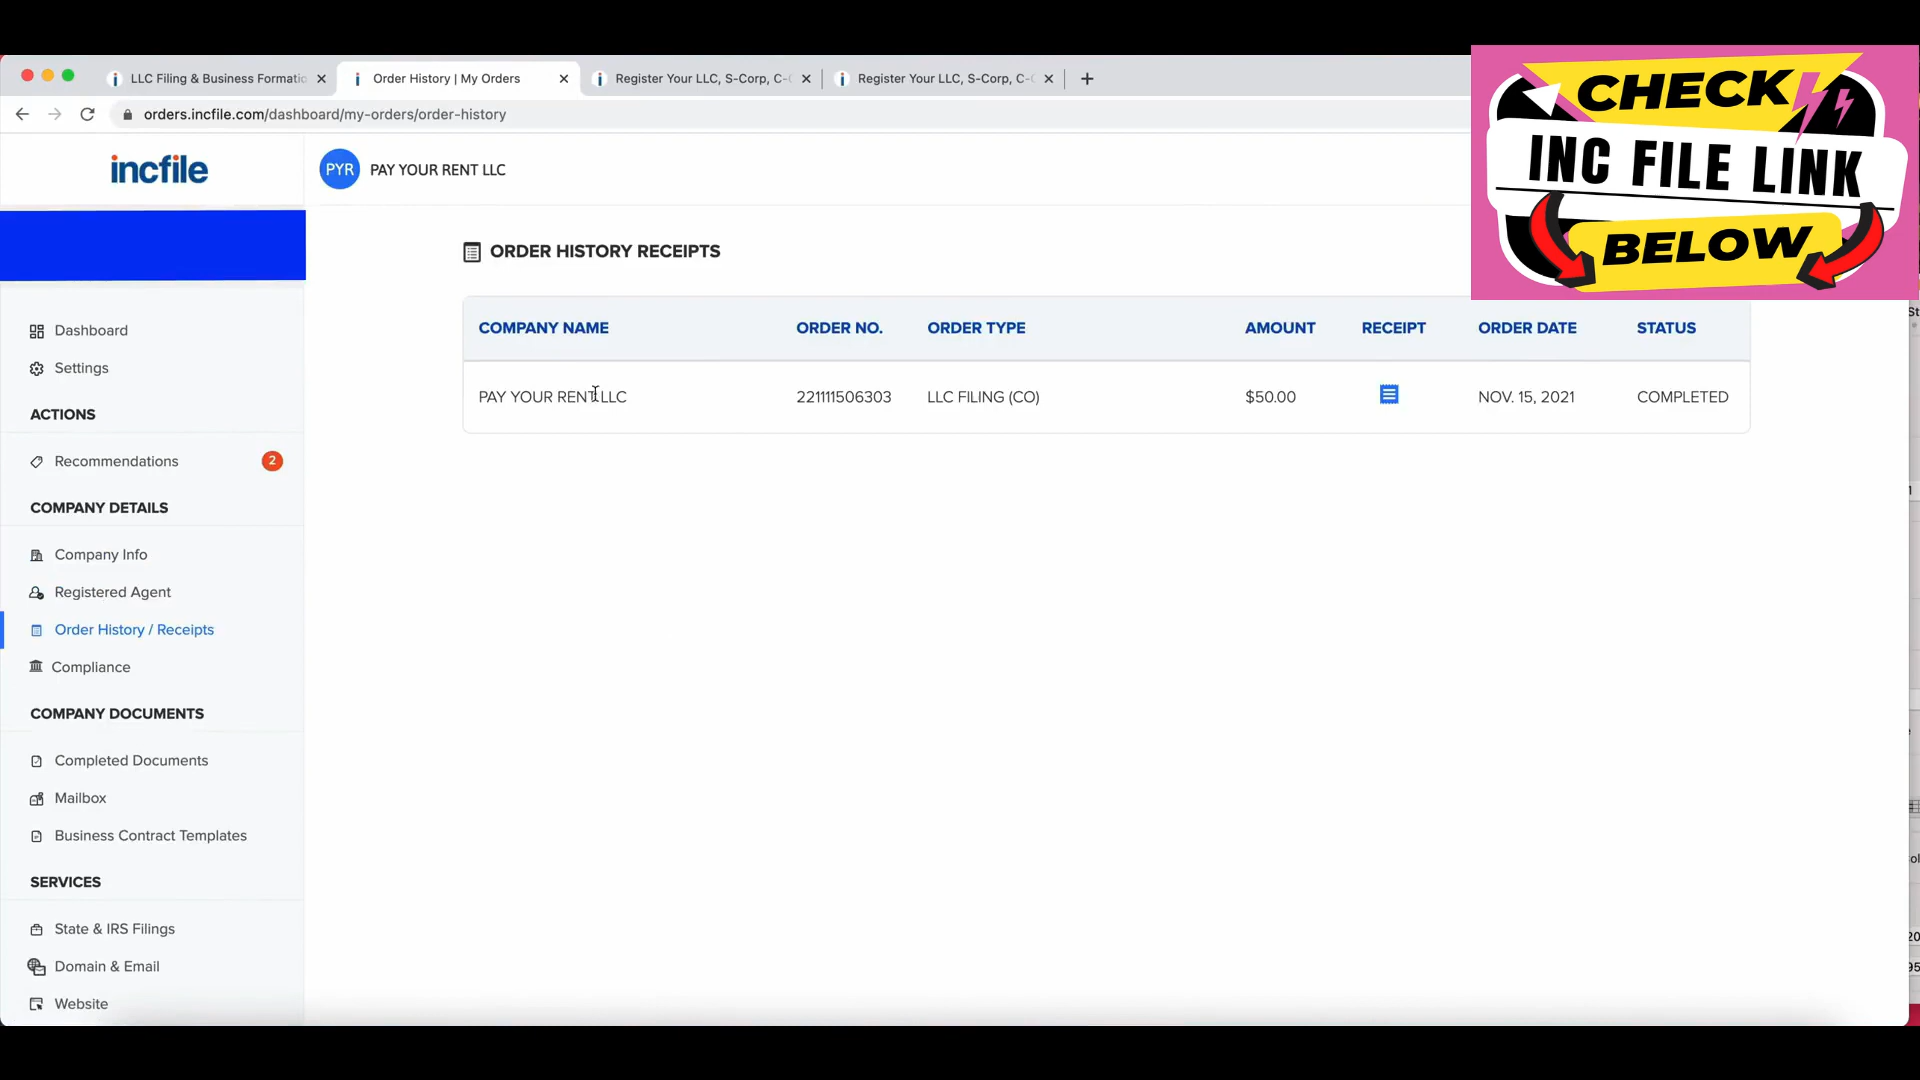 LLC Filing & Business Formatio
Order History | My Orders
Register Your LLC, S-Corp, C-C
Register Your LLC, S-Corp, C-C
orders.incfile.com/dashboard/my-orders/order-history
CHECK
INC FILE LINK
BELOW
incfile
PYR
PAY YOUR RENT LLC
ORDER HISTORY RECEIPTS
COMPANY NAME ORDER NO. ORDER TYPE AMOUNT RECEIPT ORDER DATE STATUS
PAY YOUR RENT LLC 221111506303 LLC FILING (CO) $50.00 NOV. 15, 2021 COMPLETED
Dashboard
Settings
ACTIONS
Recommendations 2
COMPANY DETAILS
Company Info
Registered Agent
Order History / Receipts
Compliance
COMPANY DOCUMENTS
Completed Documents
Mailbox
Business Contract Templates
SERVICES
State & IRS Filings
Domain & Email
Website